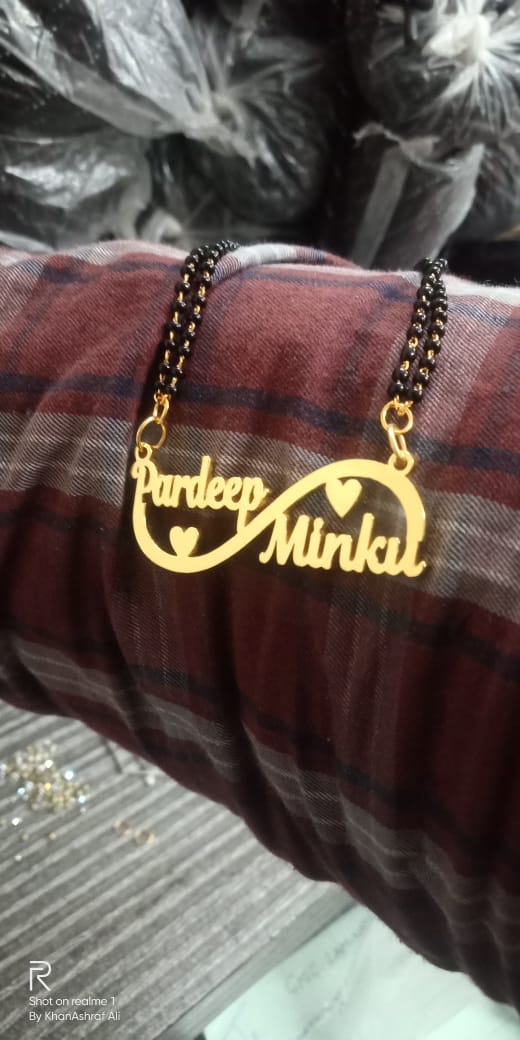 Pardeep
Minku
R
Shot on realme 1
By KhanAshraf Ali